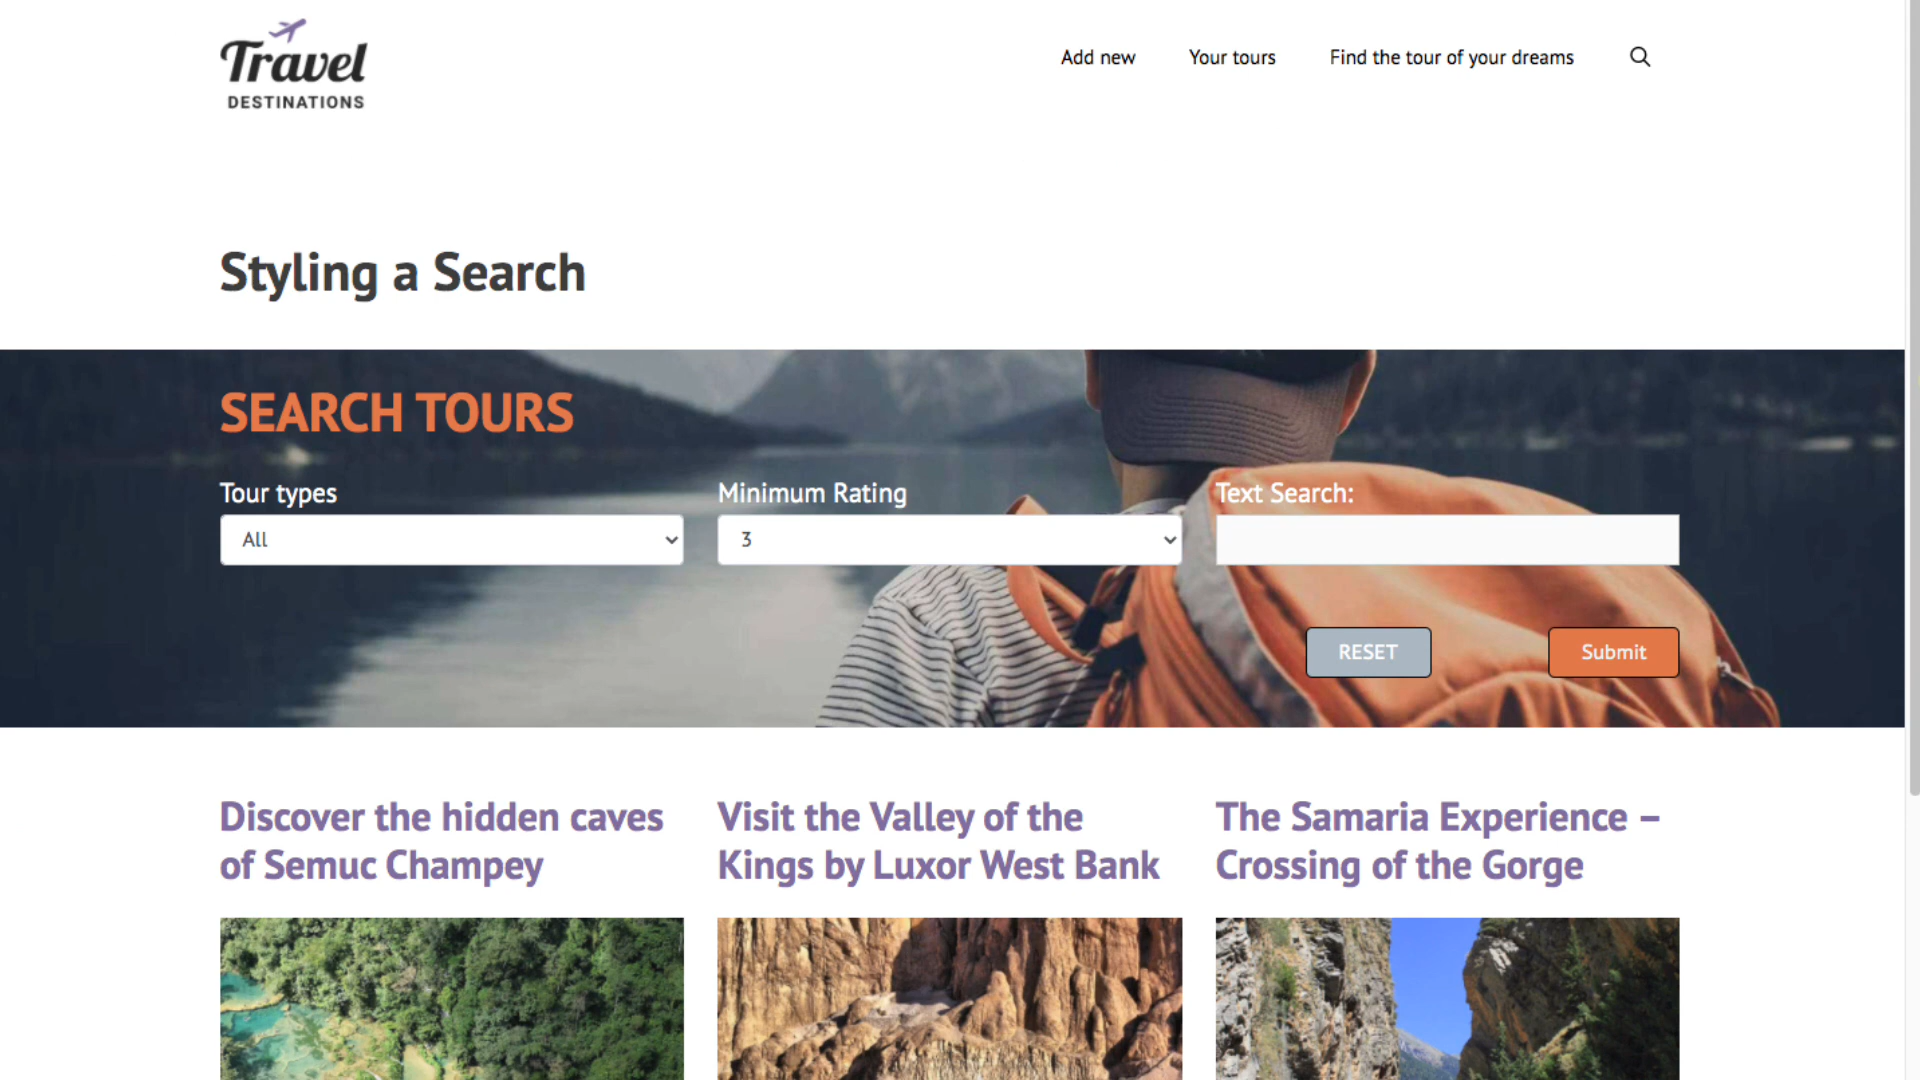 Travel
DESTINATIONS
Add new
Your tours
Find the tour of your dreams
Styling a Search
SEARCH TOURS
Tour types
Minimum Rating
Text Search:
All
3
RESET
Submit
Discover the hidden caves
of Semuc Champey
Visit the Valley of the
Kings by Luxor West Bank
The Samaria Experience –
Crossing of the Gorge